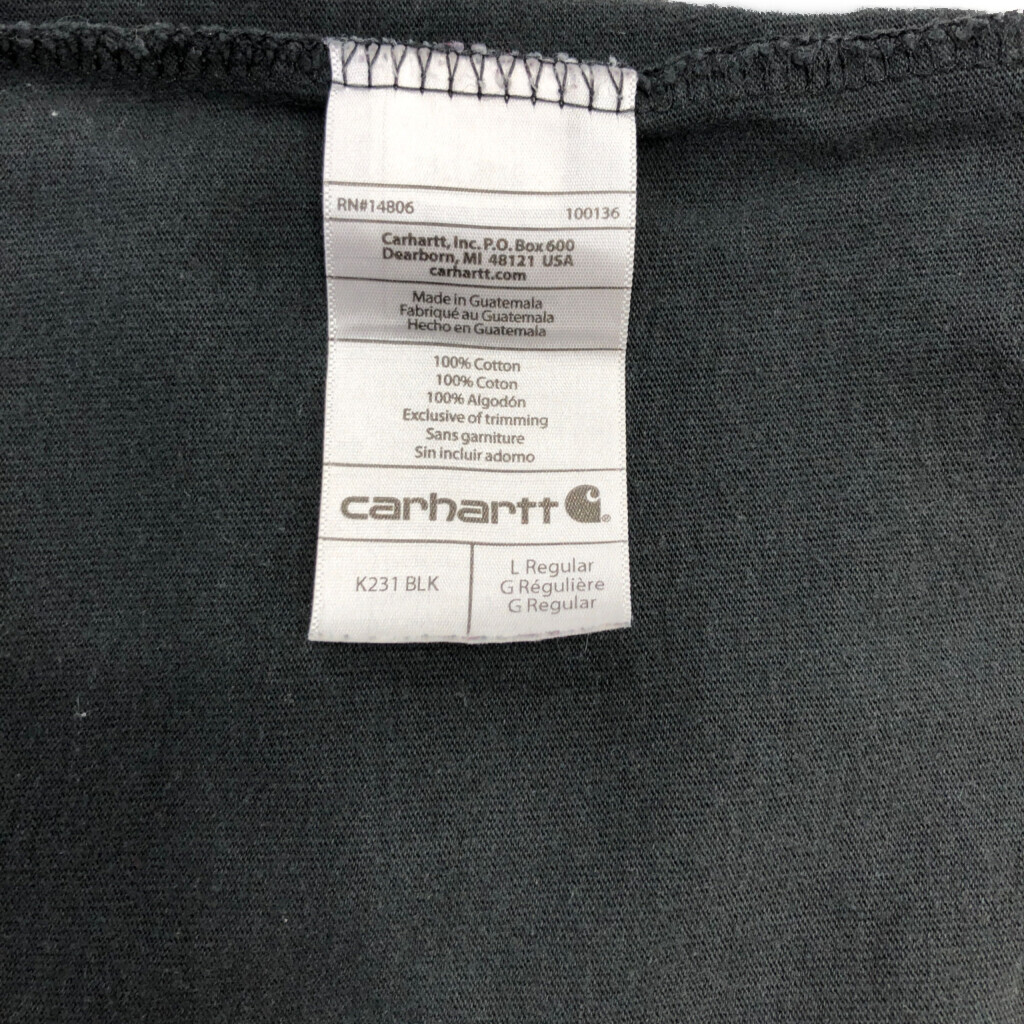 RN#14806 100136
Carhartt, Inc. P.O. Box 600
Dearborn, MI 48121 USA
carhartt.com
Made in Guatemala
Fabriqué au Guatemala
Hecho en Guatemala
100% Cotton
100% Coton
100% Algodón
Exclusive of trimming
Sans garniture
Sin incluir adorno
carhartt ®
K231 BLK
L Regular
G Régulière
G Regular